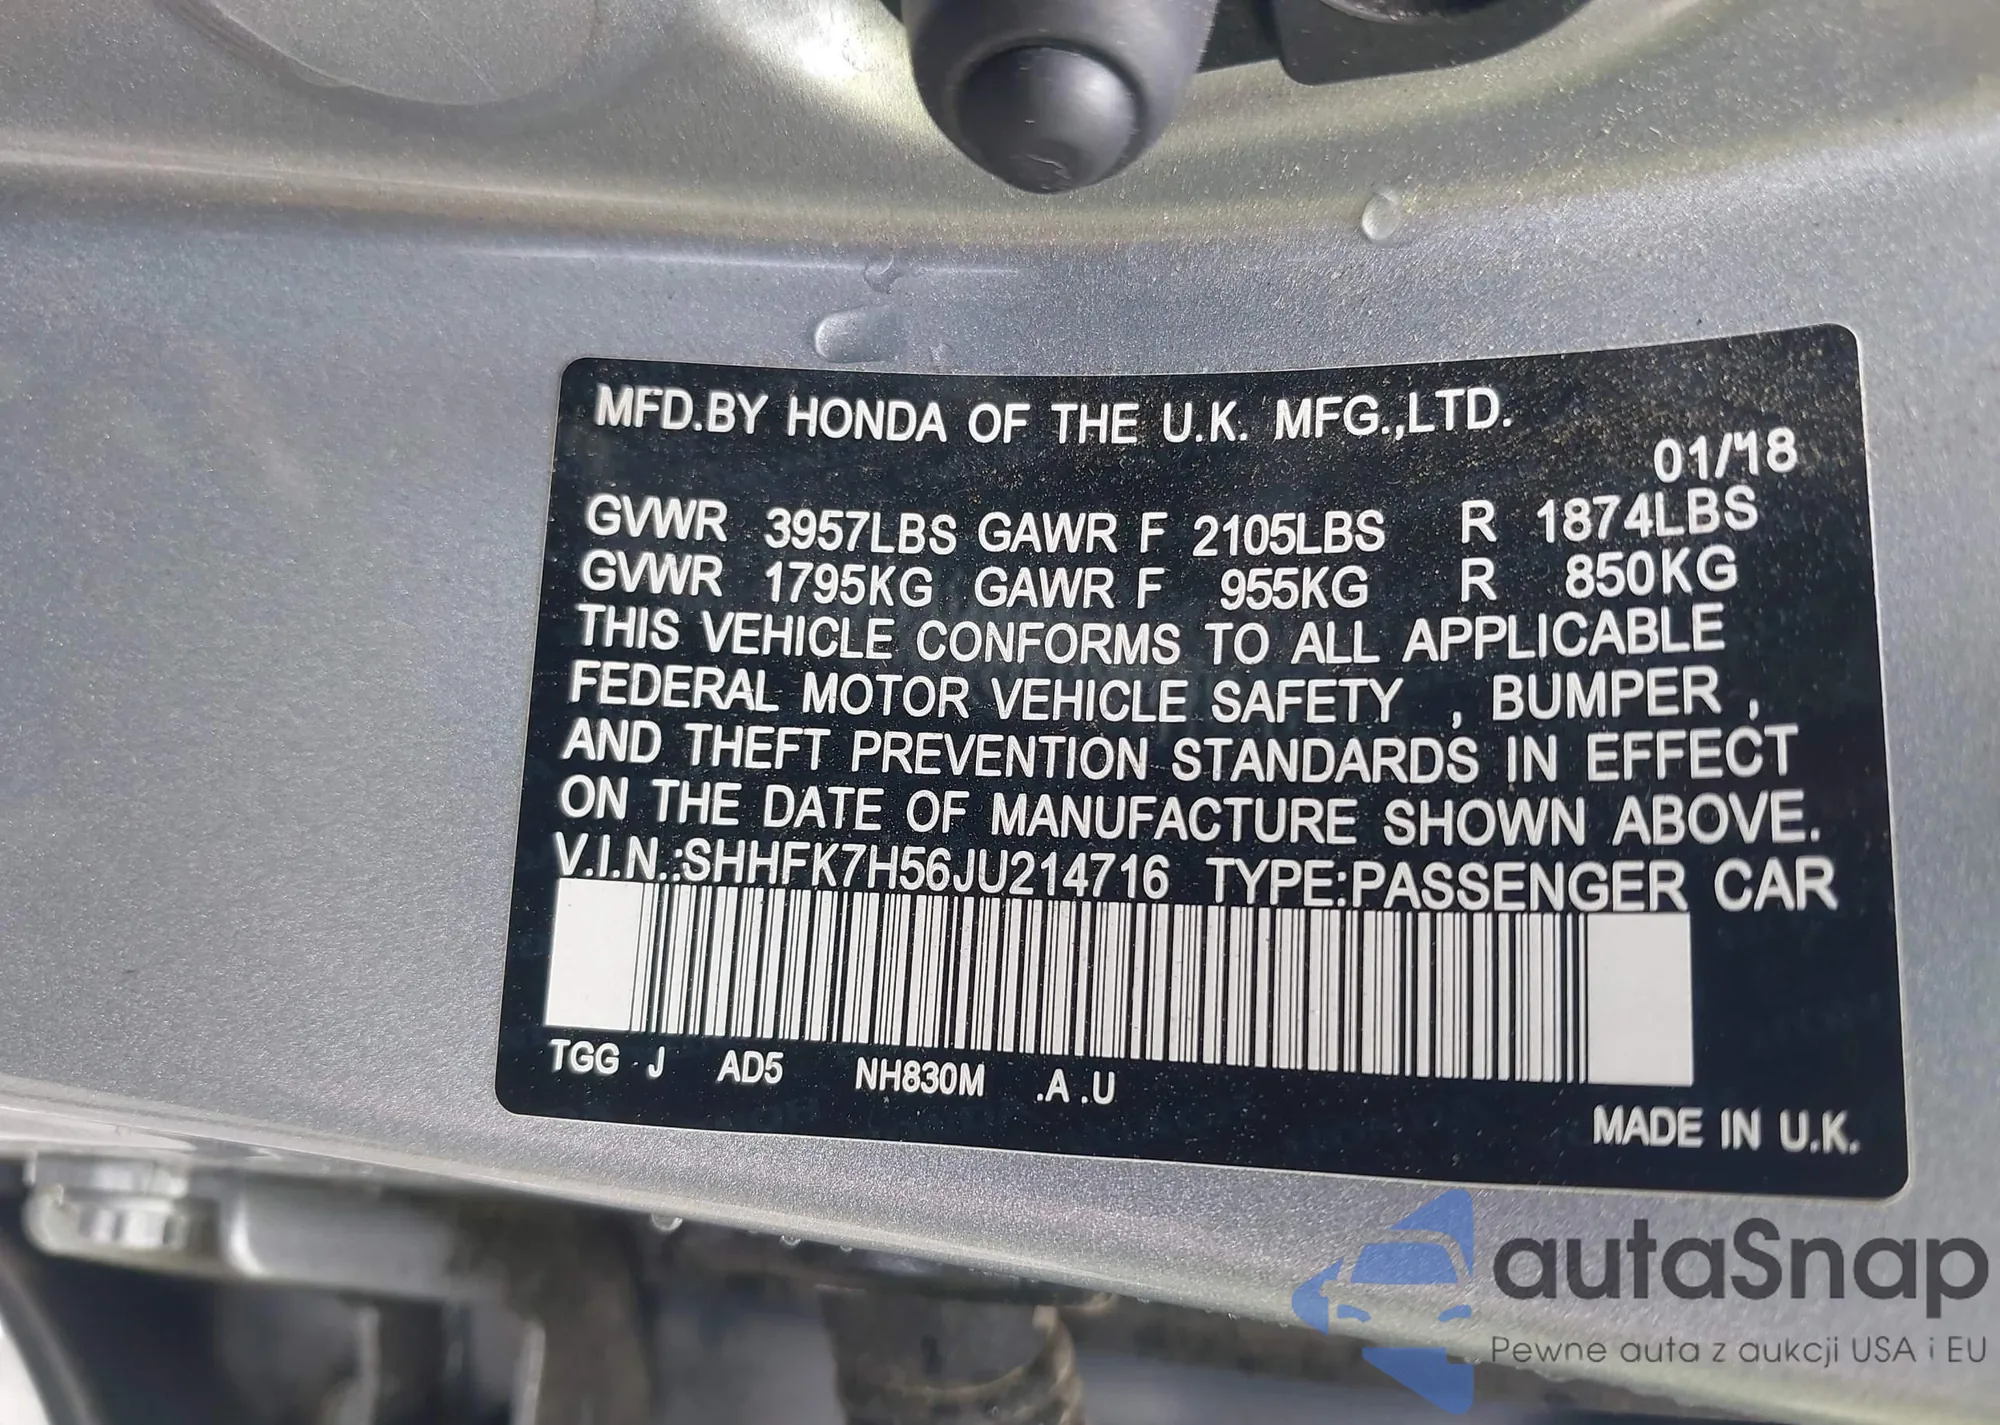 MFD.BY HONDA OF THE U.K. MFG.,LTD.
01/18
GVWR 3957LBS GAWR F 2105LBS R 1874LBS
GVWR 1795KG GAWR F 955KG R 850KG
THIS VEHICLE CONFORMS TO ALL APPLICABLE
FEDERAL MOTOR VEHICLE SAFETY , BUMPER ,
AND THEFT PREVENTION STANDARDS IN EFFECT
ON THE DATE OF MANUFACTURE SHOWN ABOVE.
V.I.N.:SHHFK7H56JU214716 TYPE:PASSENGER CAR
TGG J AD5 NH830M .A .U
MADE IN U.K.
autaSnap
Pewne auta z aukcji USA i EU